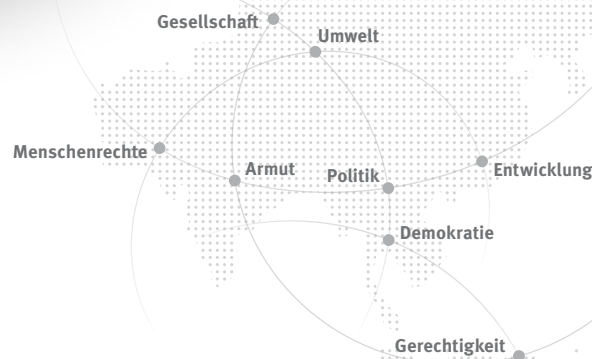 Gesellschaft
Umwelt
Menschenrechte
Armut
Politik
Entwicklung
Demokratie
Gerechtigkeit